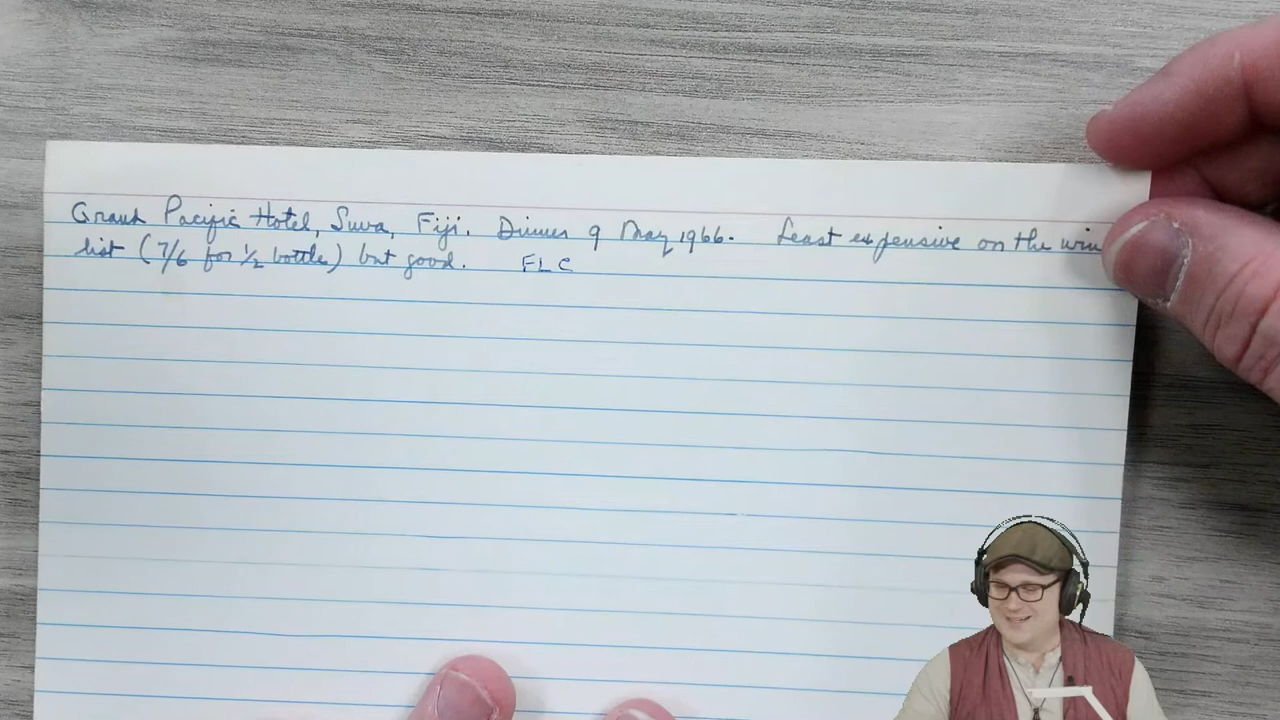 Grand Pacific Hotel, Suva, Fiji. Dinner 9 May 1966. Least expensive on the win
list (7/6 for 1/2 bottle) but good. FLC